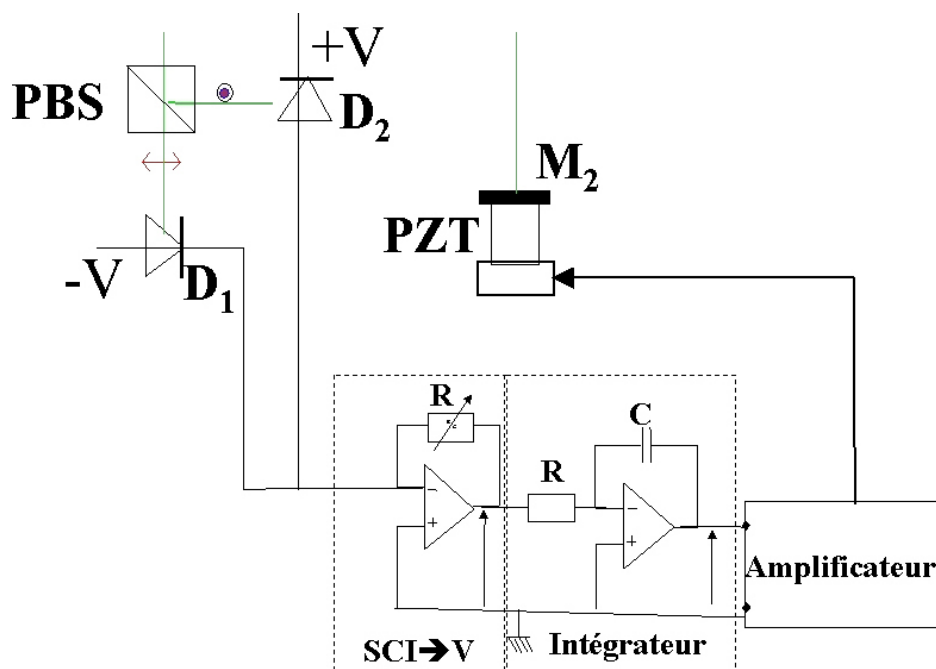 +V
PBS
D₂
M₂
PZT
-V
D₁
R
C
R
−
+
−
+
Amplificateur
SCI➔V
Intégrateur